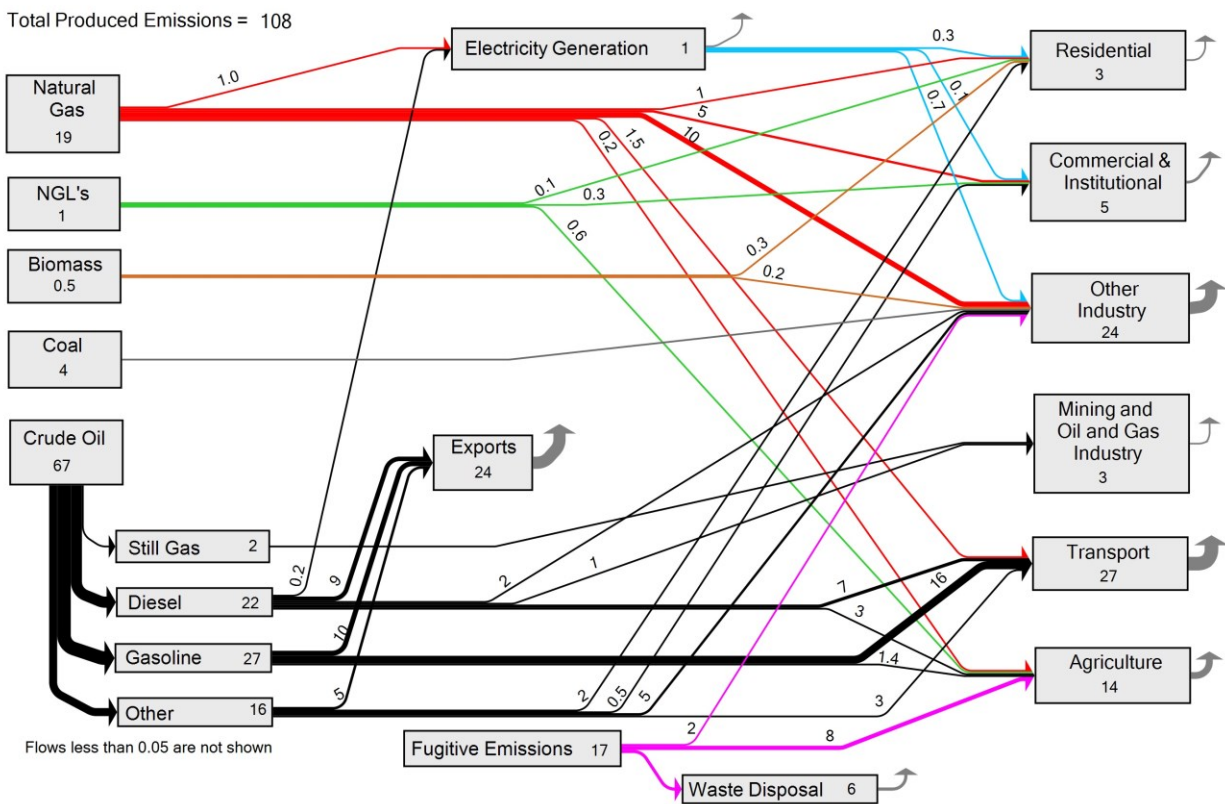 Total Produced Emissions = 108
Electricity Generation 1
0.3
Residential
3
Natural
Gas
19
1.0
1
5
10
0.2
1.5
0.1
0.7
Commercial &
Institutional
5
NGL's
1
0.1
0.3
0.6
Biomass
0.5
0.3
0.2
Other
Industry
24
Coal
4
Mining and
Oil and Gas
Industry
3
Crude Oil
67
Exports
24
Still Gas 2
Diesel 22
0.2
9
2
1
7
16
3
Transport
27
Gasoline 27
10
1.4
Agriculture
14
Other 16
5
2
0.5
5
3
Flows less than 0.05 are not shown
Fugitive Emissions 17
2
8
Waste Disposal 6